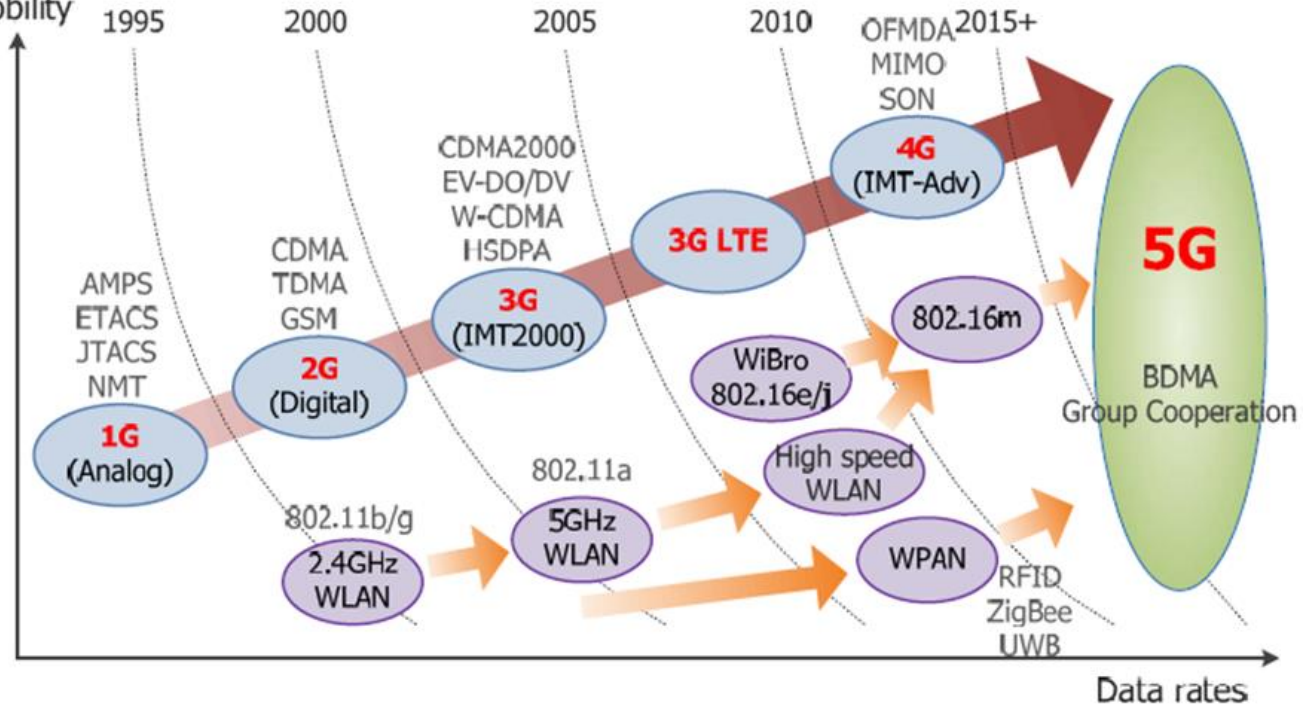 obility
1995
2000
2005
2010
2015+
OFMDA
MIMO
SON
4G
(IMT-Adv)
CDMA2000
EV-DO/DV
W-CDMA
HSDPA
3G LTE
3G
(IMT2000)
CDMA
TDMA
GSM
2G
(Digital)
AMPS
ETACS
JTACS
NMT
1G
(Analog)
5G
BDMA
Group Cooperation
802.16m
WiBro
802.16e/j
High speed
WLAN
802.11a
5GHz
WLAN
802.11b/g
2.4GHz
WLAN
WPAN
RFID
ZigBee
UWB
Data rates